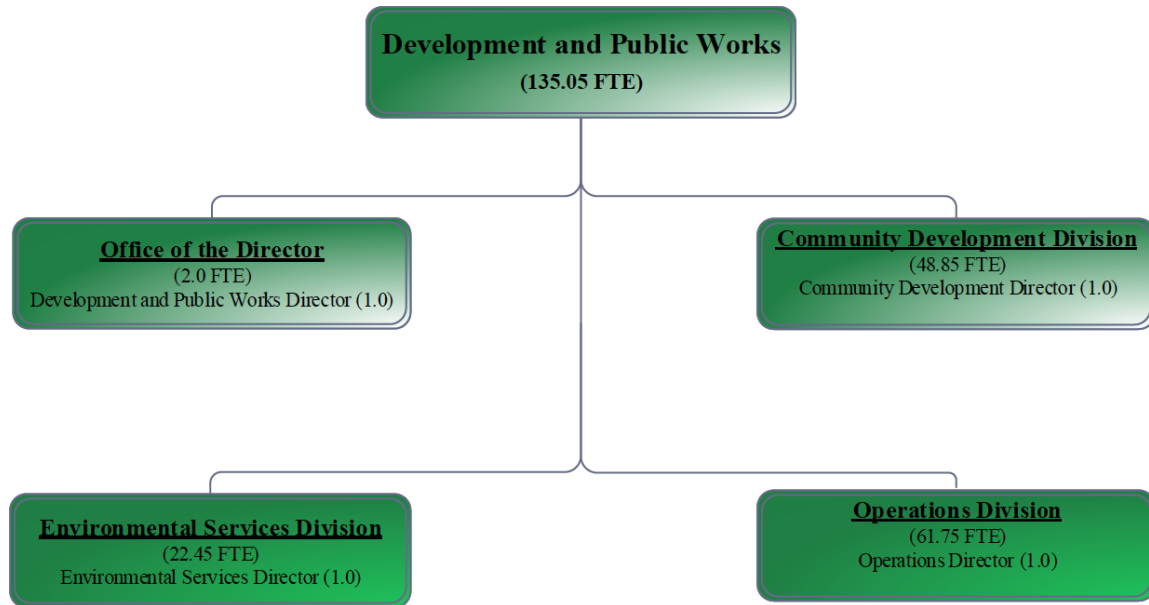 Development and Public Works
(135.05 FTE)
Office of the Director
(2.0 FTE)
Development and Public Works Director (1.0)
Community Development Division
(48.85 FTE)
Community Development Director (1.0)
Environmental Services Division
(22.45 FTE)
Environmental Services Director (1.0)
Operations Division
(61.75 FTE)
Operations Director (1.0)